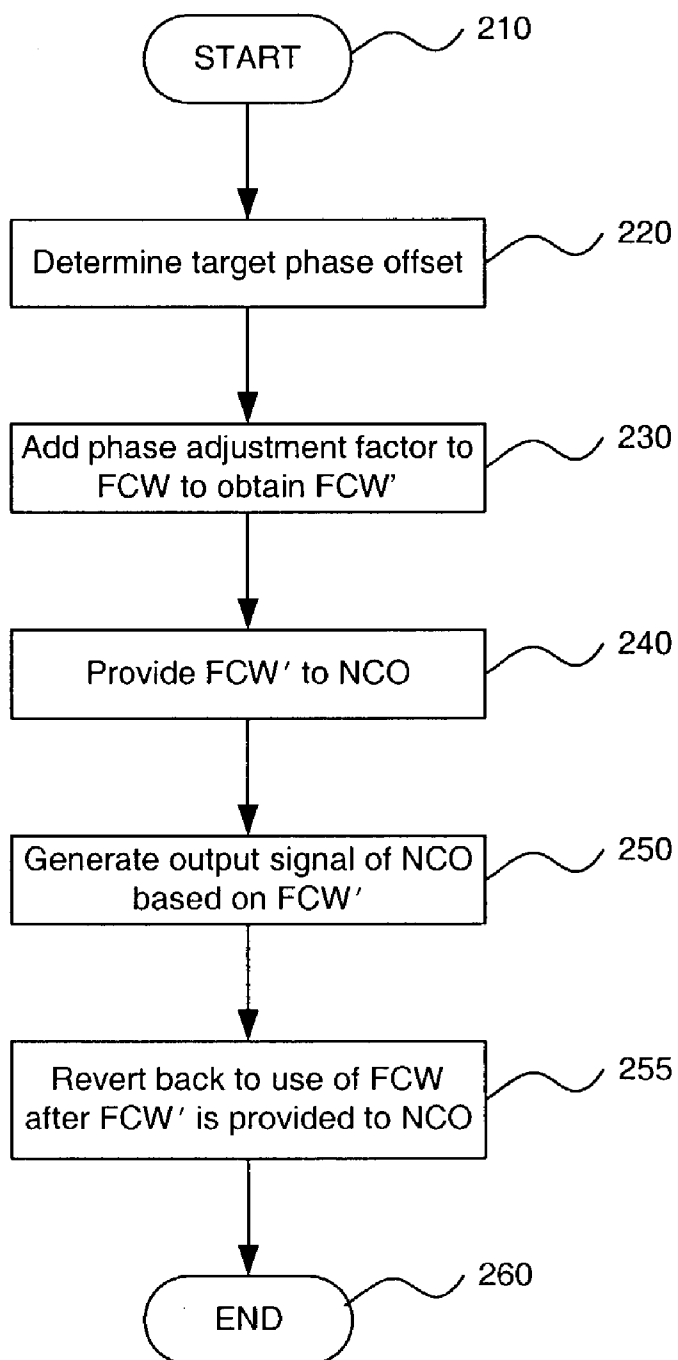 START
210
Determine target phase offset
220
Add phase adjustment factor to
FCW to obtain FCW’
230
Provide FCW′ to NCO
240
Generate output signal of NCO
based on FCW′
250
Revert back to use of FCW
after FCW′ is provided to NCO
255
END
260